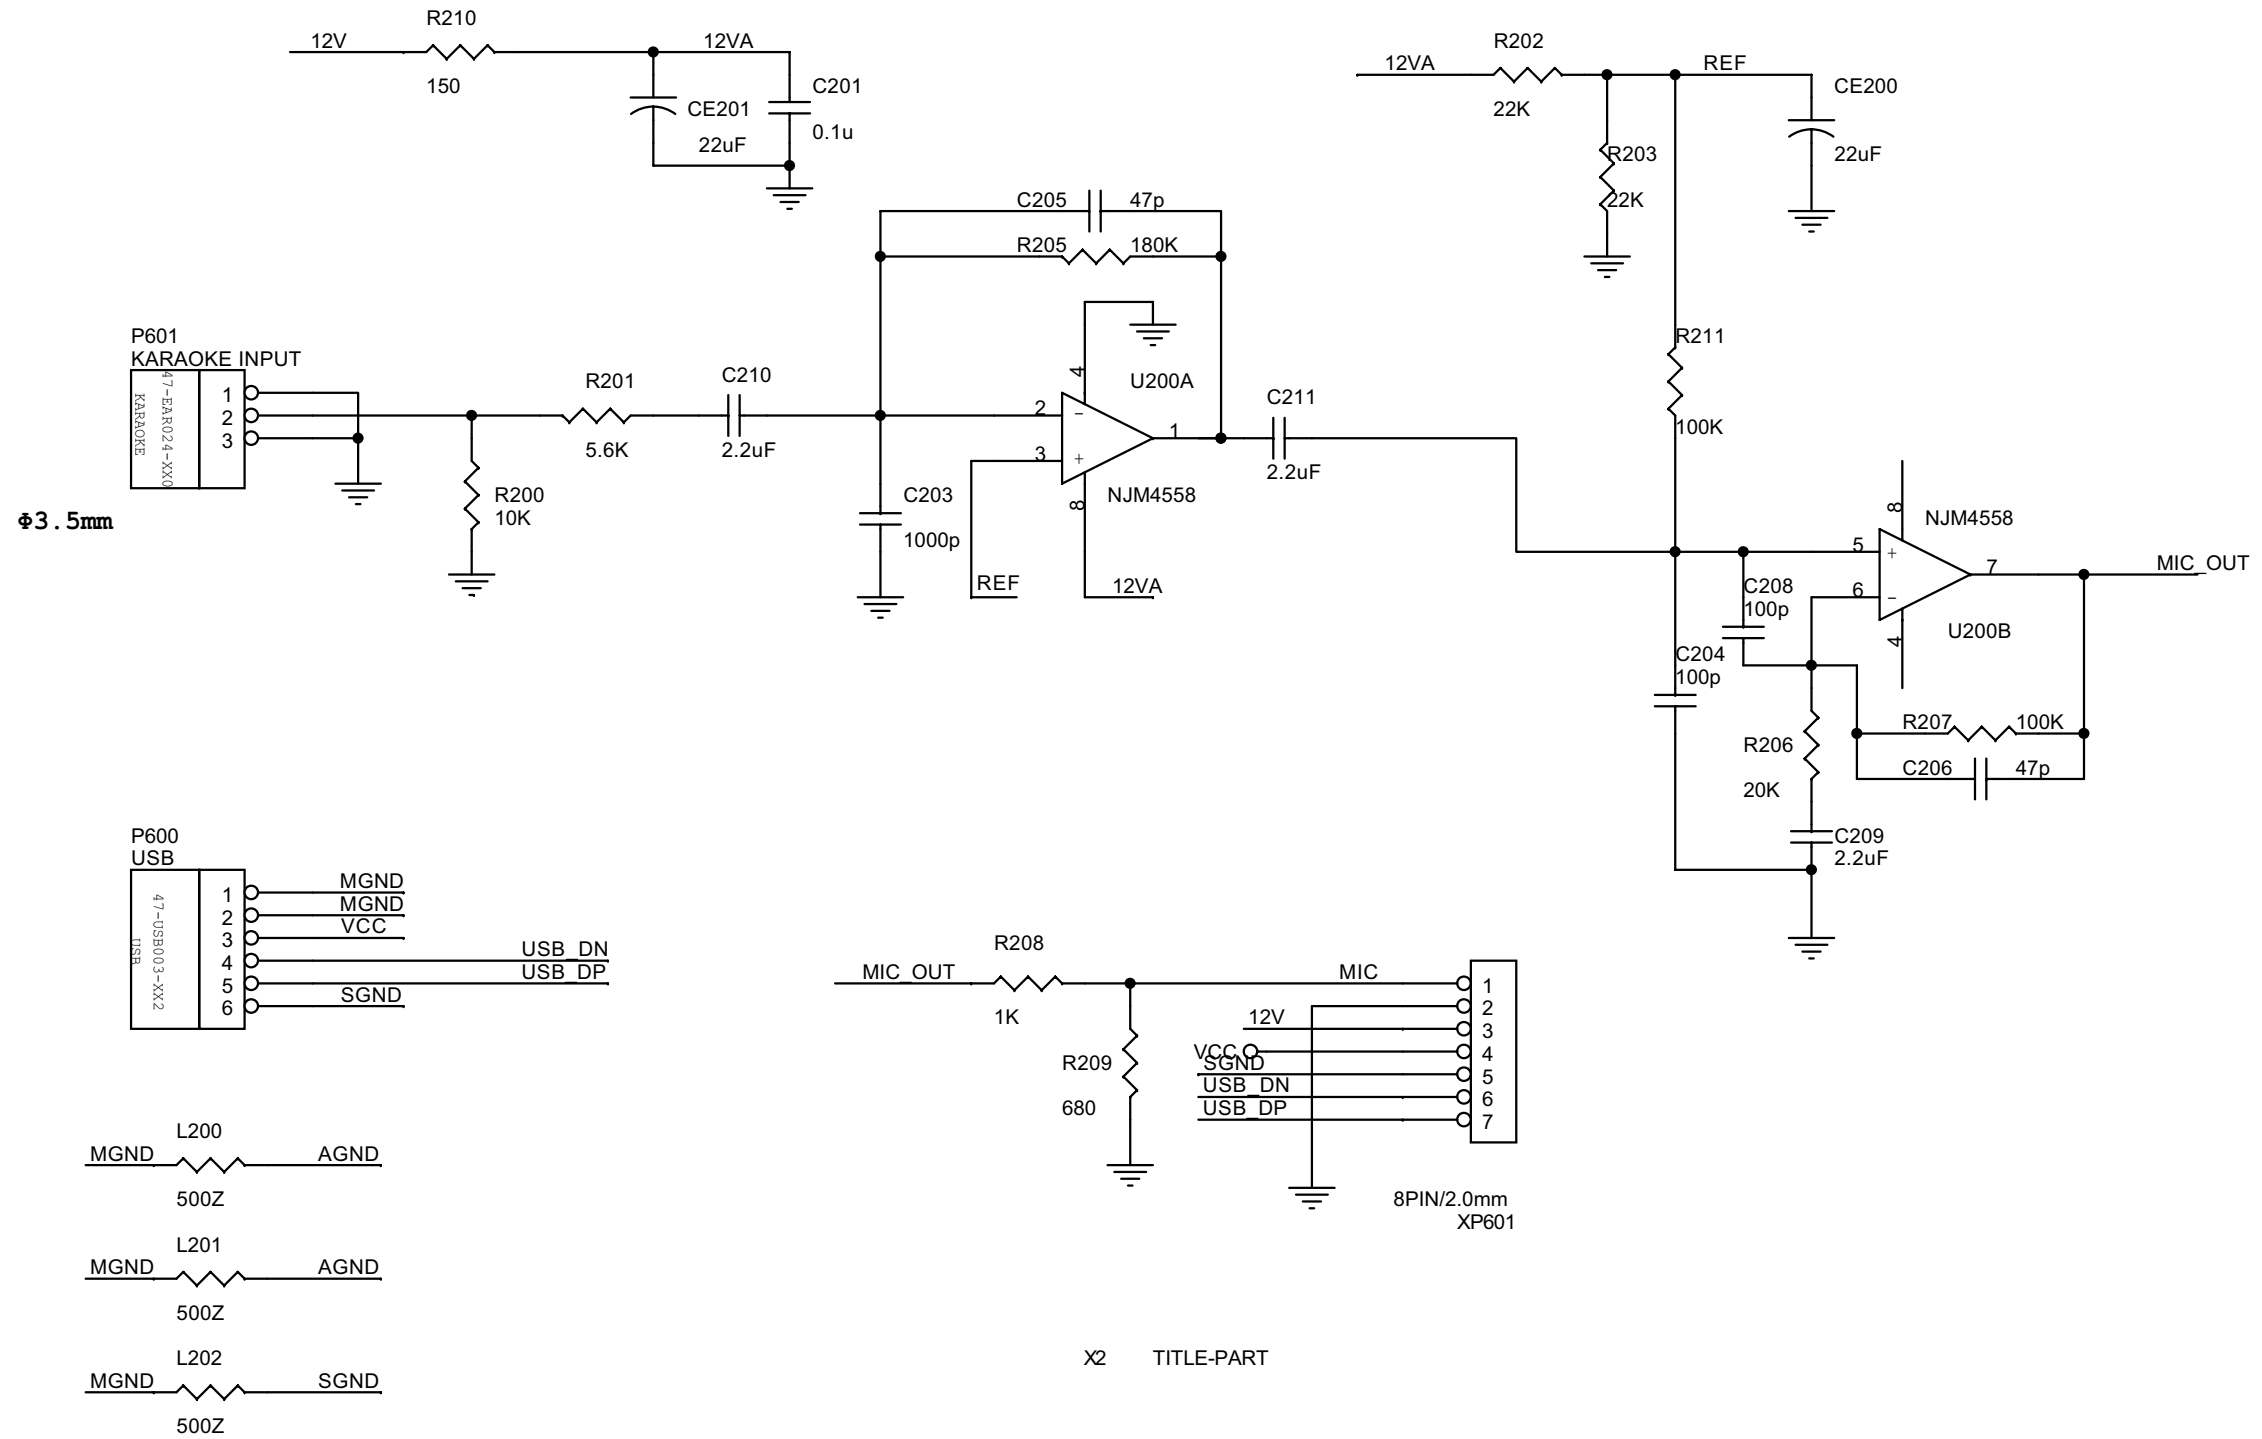 R210
12V
12VA
150
C201
CE201
0.1u
22uF
R202
12VA
REF
CE200
22K
R203
22uF
22K
C205
47p
R205
180K
P601
KARAOKE INPUT
47-EAR024-XX0
KARAOKE
1
2
3
Φ3.5mm
R201
5.6K
C210
2.2uF
R200
10K
C203
1000p
4
U200A
2
-
1
3
+
8
NJM4558
REF
12VA
C211
2.2uF
R211
100K
8
NJM4558
5
+
7
MIC_OUT
6
-
U200B
4
C208
100p
C204
100p
R207
100K
R206
C206
47p
20K
C209
2.2uF
P600
USB
47-USB003-XX2
USB
1
MGND
2
MGND
3
VCC
4
USB_DN
5
USB_DP
6
SGND
R208
MIC_OUT
MIC
1K
R209
680
1
2
12V
3
VCC
4
SGND
5
USB_DN
6
USB_DP
7
8PIN/2.0mm
XP601
L200
MGND
AGND
500Z
L201
MGND
AGND
500Z
L202
MGND
SGND
500Z
X2 TITLE-PART